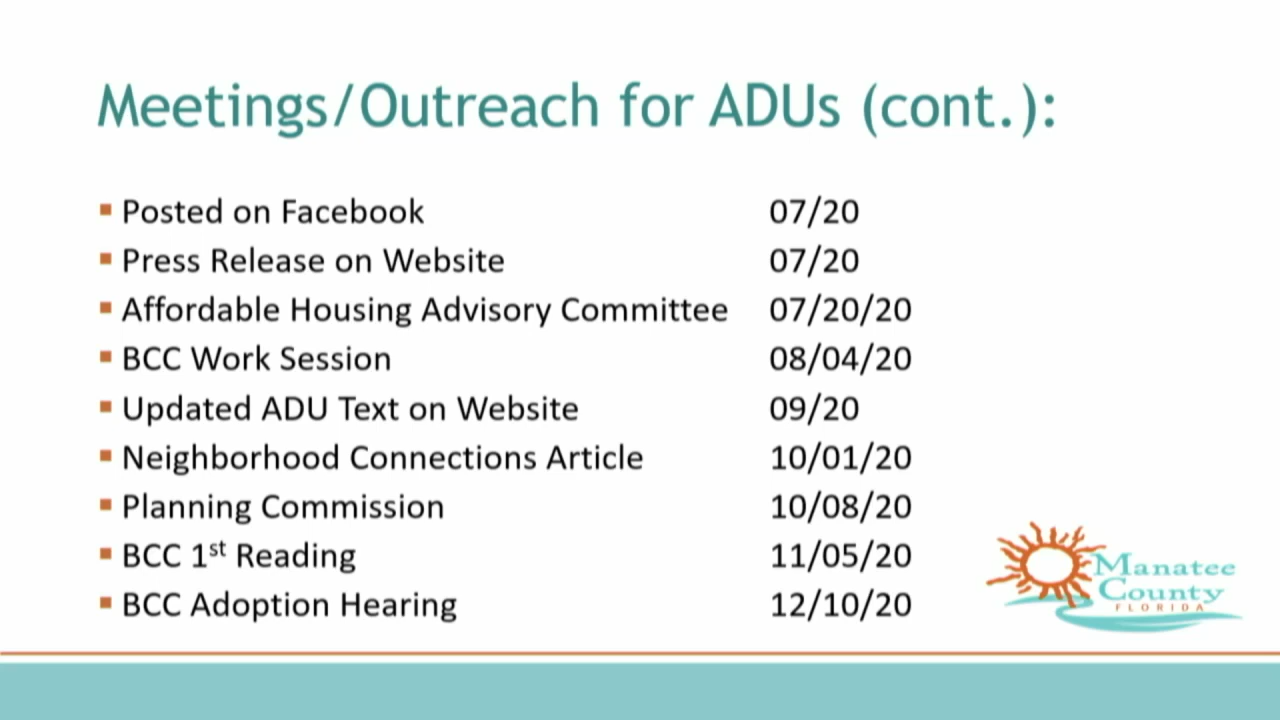 Meetings/Outreach for ADUs (cont.):
Posted on Facebook 07/20
Press Release on Website 07/20
Affordable Housing Advisory Committee 07/20/20
BCC Work Session 08/04/20
Updated ADU Text on Website 09/20
Neighborhood Connections Article 10/01/20
Planning Commission 10/08/20
BCC 1st Reading 11/05/20
BCC Adoption Hearing 12/10/20
Manatee
County
FLORIDA